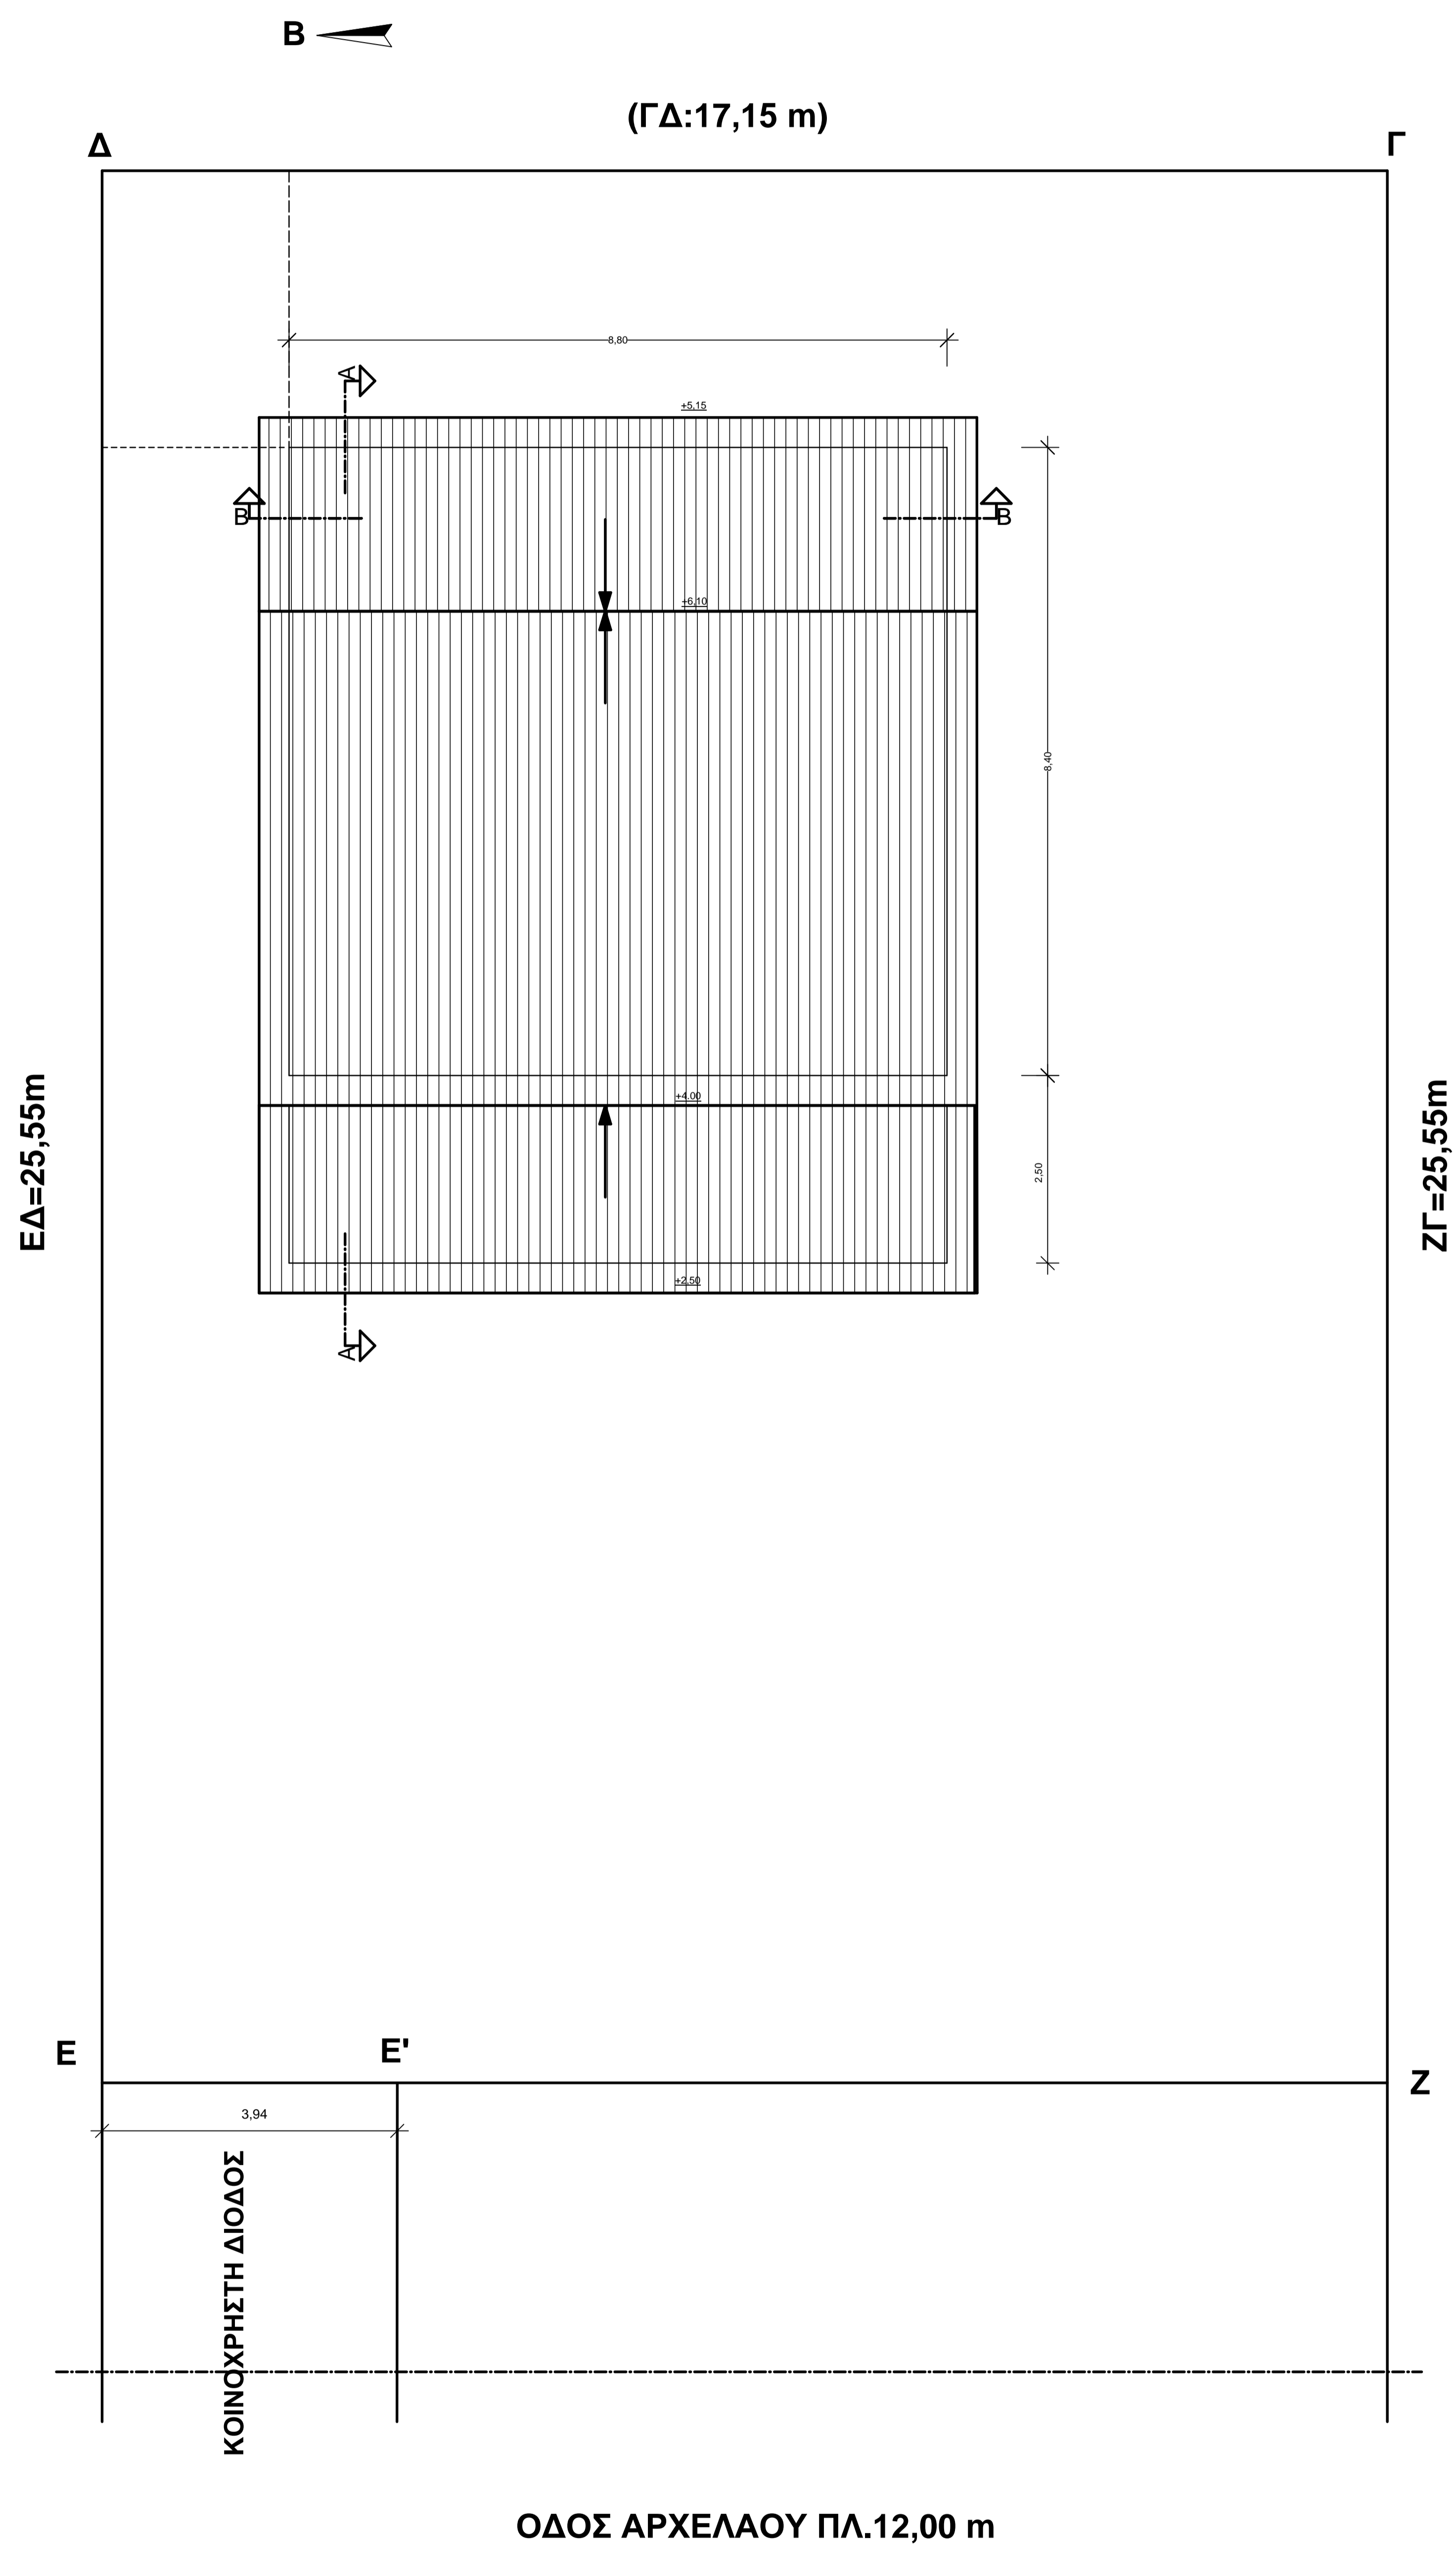 Β
(ΓΔ:17,15 m)
Δ
Γ
8,80
A
+5.15
B
B
+6,10
8,40
ΕΔ=25,55m
ΖΓ=25,55m
+4.00
2,50
+2,50
A
Ε
Ε'
Ζ
3,94
ΚΟΙΝΟΧΡΗΣΤΗ ΔΙΟΔΟΣ
ΟΔΟΣ ΑΡΧΕΛΑΟΥ ΠΛ.12,00 m